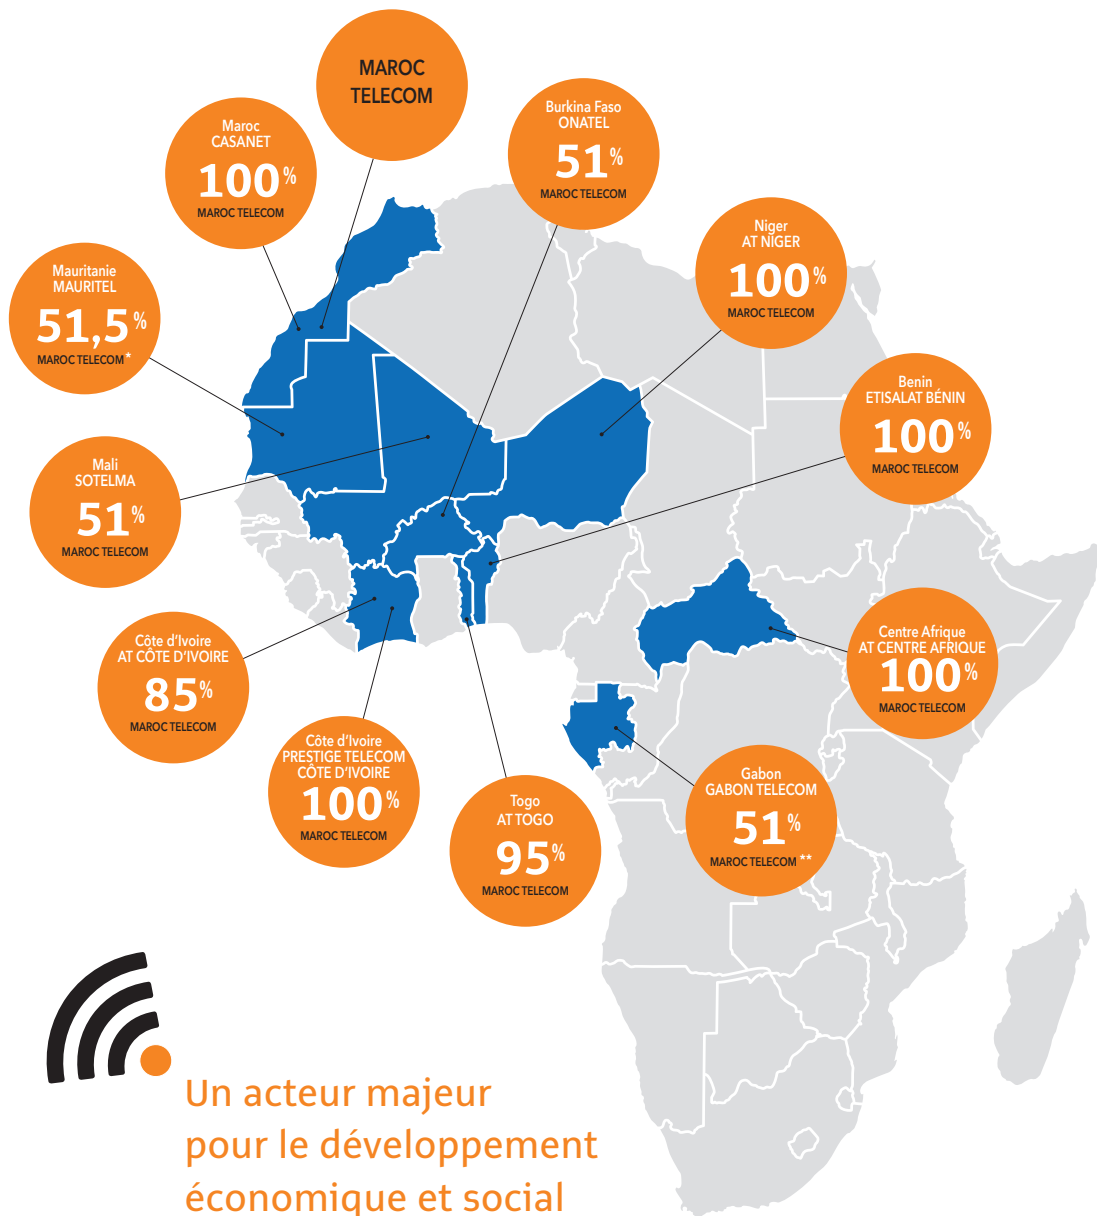 MAROC
TELECOM
Maroc
CASANET
100%
MAROC TELECOM
Burkina Faso
ONATEL
51%
MAROC TELECOM
Niger
AT NIGER
100%
MAROC TELECOM
Mauritanie
MAURITEL
51,5%
MAROC TELECOM*
Benin
ETISALAT BÉNIN
100%
MAROC TELECOM
Mali
SOTELMA
51%
MAROC TELECOM
Côte d'Ivoire
AT CÔTE D'IVOIRE
85%
MAROC TELECOM
Centre Afrique
AT CENTRE AFRIQUE
100%
MAROC TELECOM
Côte d'Ivoire
PRESTIGE TELECOM
CÔTE D'IVOIRE
100%
MAROC TELECOM
Togo
AT TOGO
95%
MAROC TELECOM
Gabon
GABON TELECOM
51%
MAROC TELECOM **
Un acteur majeur
pour le développement
économique et social